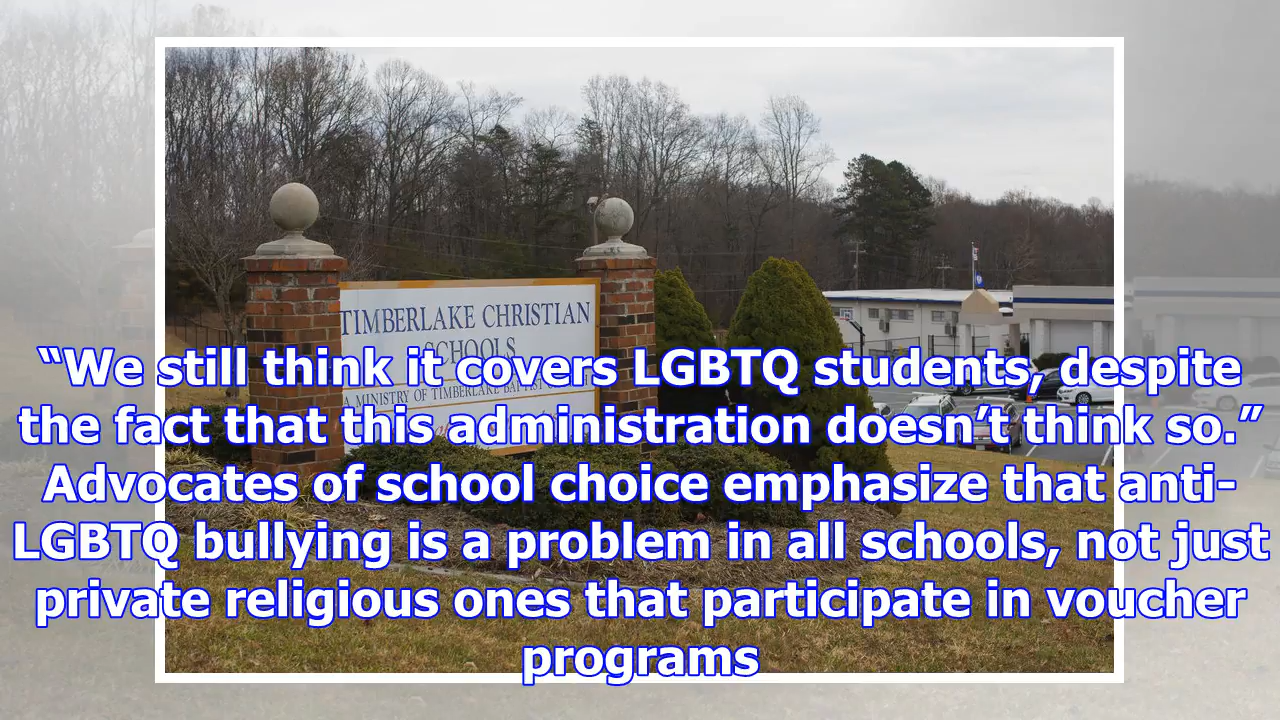 TIMBERLAKE CHRISTIAN
SCHOOLS
A MINISTRY OF TIMBERLAKE
“We still think it covers LGBTQ students, despite
the fact that this administration doesn’t think so.”
Advocates of school choice emphasize that anti-
LGBTQ bullying is a problem in all schools, not just
private religious ones that participate in voucher
programs